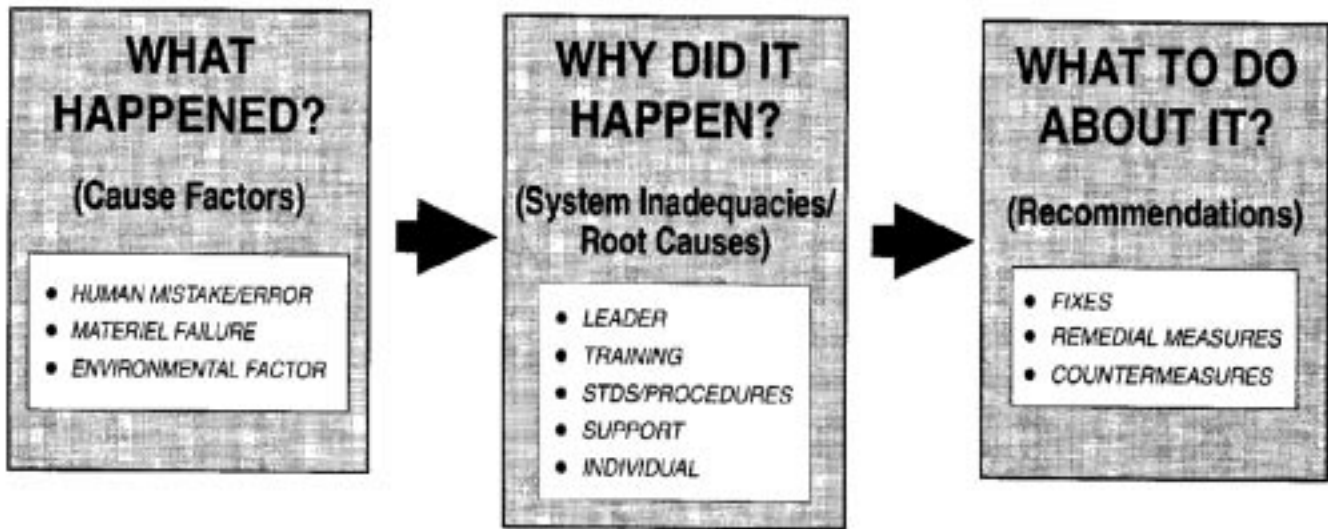 WHAT
HAPPENED?
(Cause Factors)
• HUMAN MISTAKE/ERROR
• MATERIEL FAILURE
• ENVIRONMENTAL FACTOR
WHY DID IT
HAPPEN?
(System Inadequacies/
Root Causes)
• LEADER
• TRAINING
• STDS/PROCEDURES
• SUPPORT
• INDIVIDUAL
WHAT TO DO
ABOUT IT?
(Recommendations)
• FIXES
• REMEDIAL MEASURES
• COUNTERMEASURES